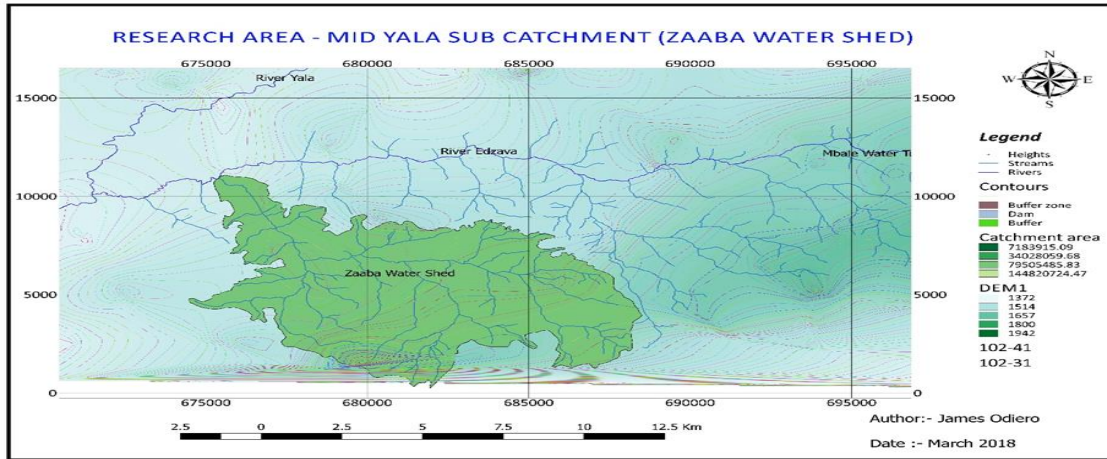 RESEARCH AREA - MID YALA SUB CATCHMENT (ZAABA WATER SHED)
675000 680000 685000 690000 695000
River Yala
N
W E
S
15000 15000
Legend
Heights
Streams
Rivers
River Edzava
Mbale Water
Contours
Buffer zone
Dam
Buffer
10000 10000
Catchment area
7183915.09
34028059.68
79505485.83
144820724.47
Zaaba Water Shed
5000 5000
DEM1
1372
1514
1657
1800
1942
102-41
102-31
0 0
675000 680000 685000 690000 695000
2.5 0 2.5 5 7.5 10 12.5 Km
Author:- James Odiero
Date :- March 2018